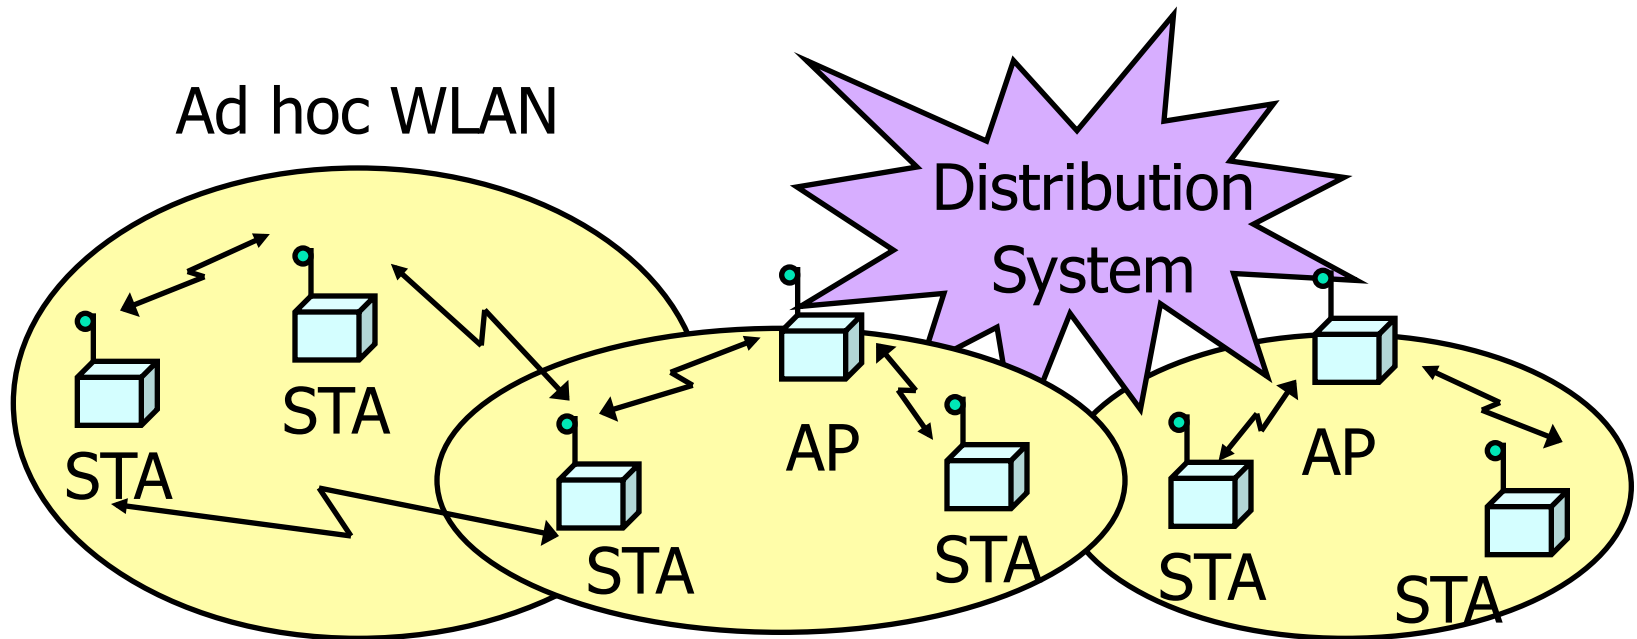 Ad hoc WLAN
Distribution
System
STA
STA
AP
AP
STA
STA
STA
STA